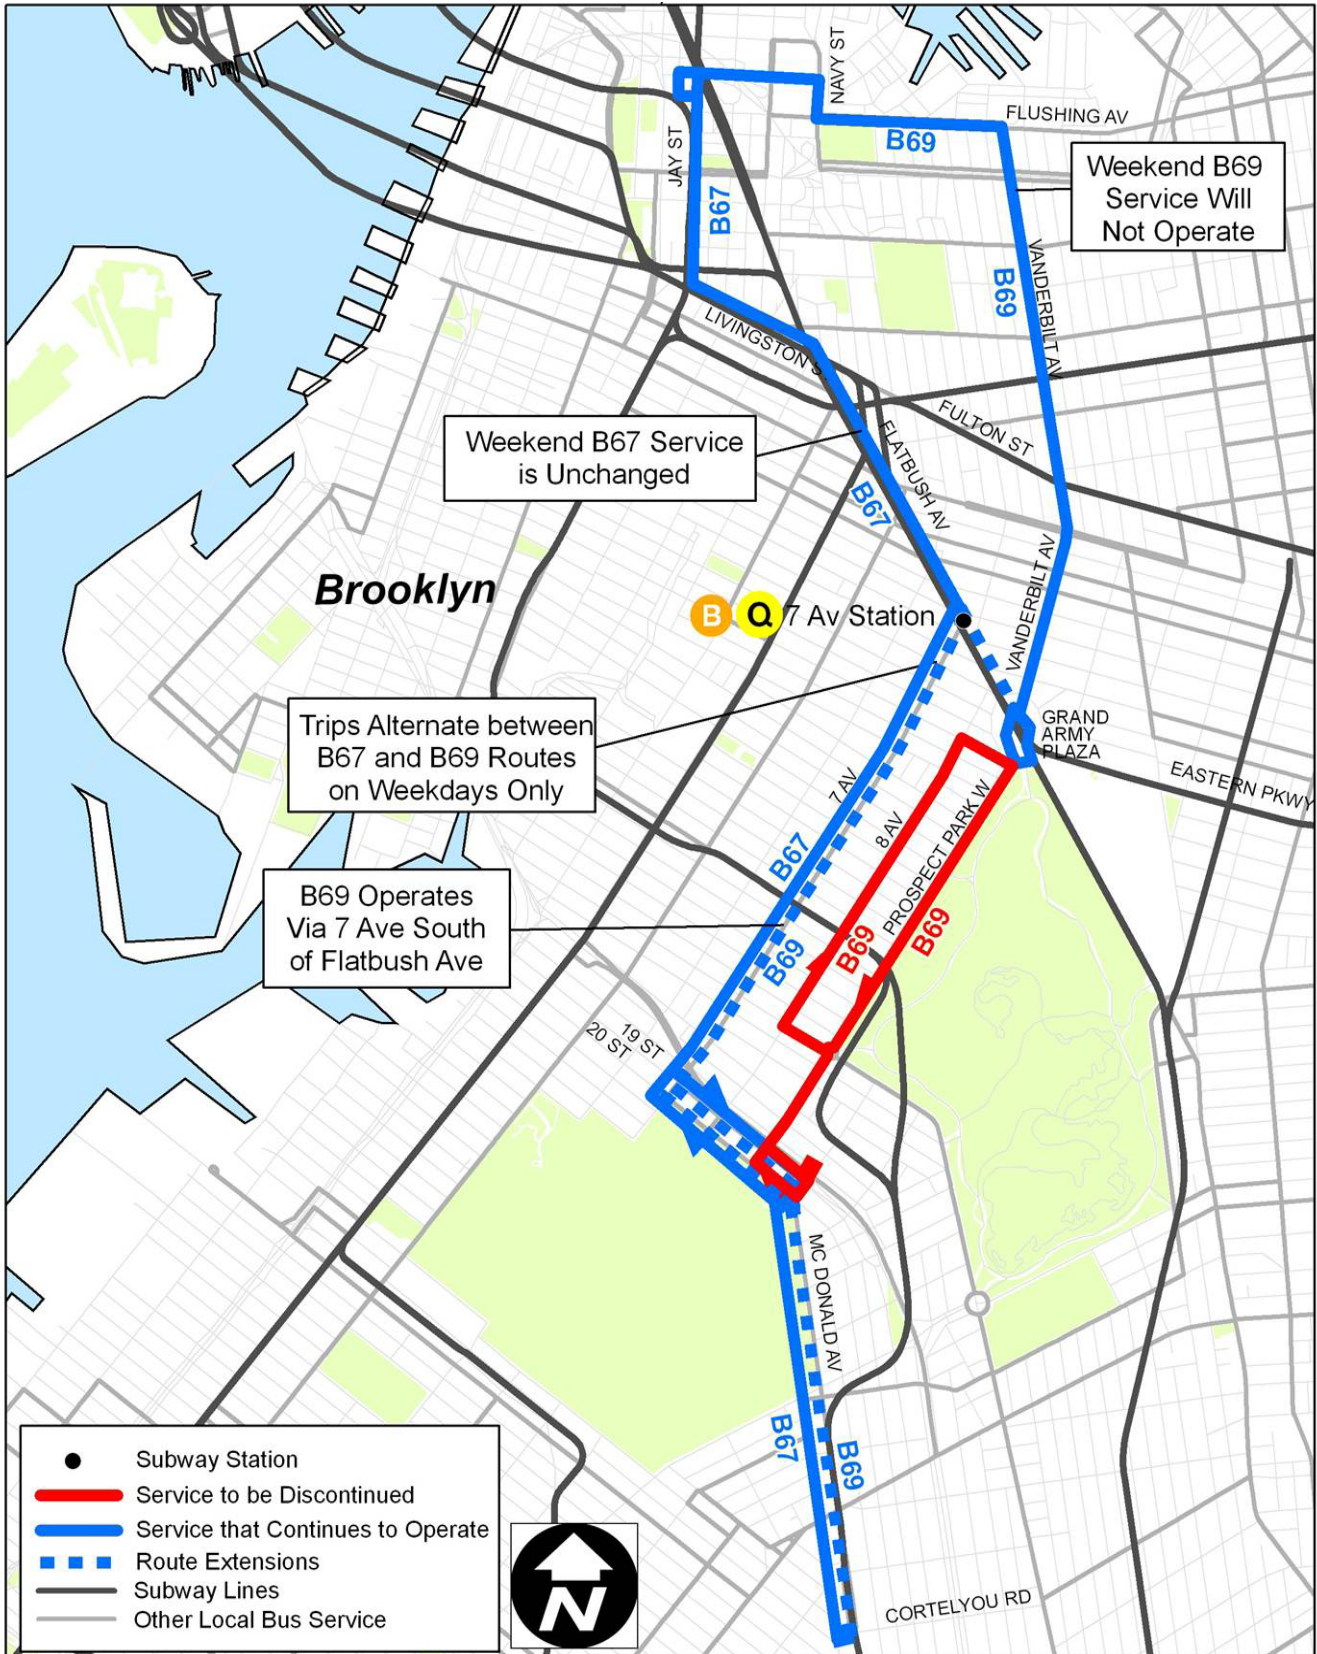 NAVY ST
FLUSHING AV
B69
JAY ST
Weekend B69
Service Will
Not Operate
B67
VANDERBILT AV
B69
LIVINGSTON S
FULTON ST
FLATBUSH AV
Weekend B67 Service
is Unchanged
B67
VANDERBILT AV
Brooklyn
B Q 7 Av Station
Trips Alternate between
B67 and B69 Routes
on Weekdays Only
GRAND
ARMY
PLAZA
EASTERN PKWY
7 AV
8 AV
PROSPECT PARK W
B67
B69 Operates
Via 7 Ave South
of Flatbush Ave
B69
B69
B69
19 ST
20 ST
MC DONALD AV
B67
B69
CORTELYOU RD
Subway Station
Service to be Discontinued
Service that Continues to Operate
Route Extensions
Subway Lines
Other Local Bus Service
N